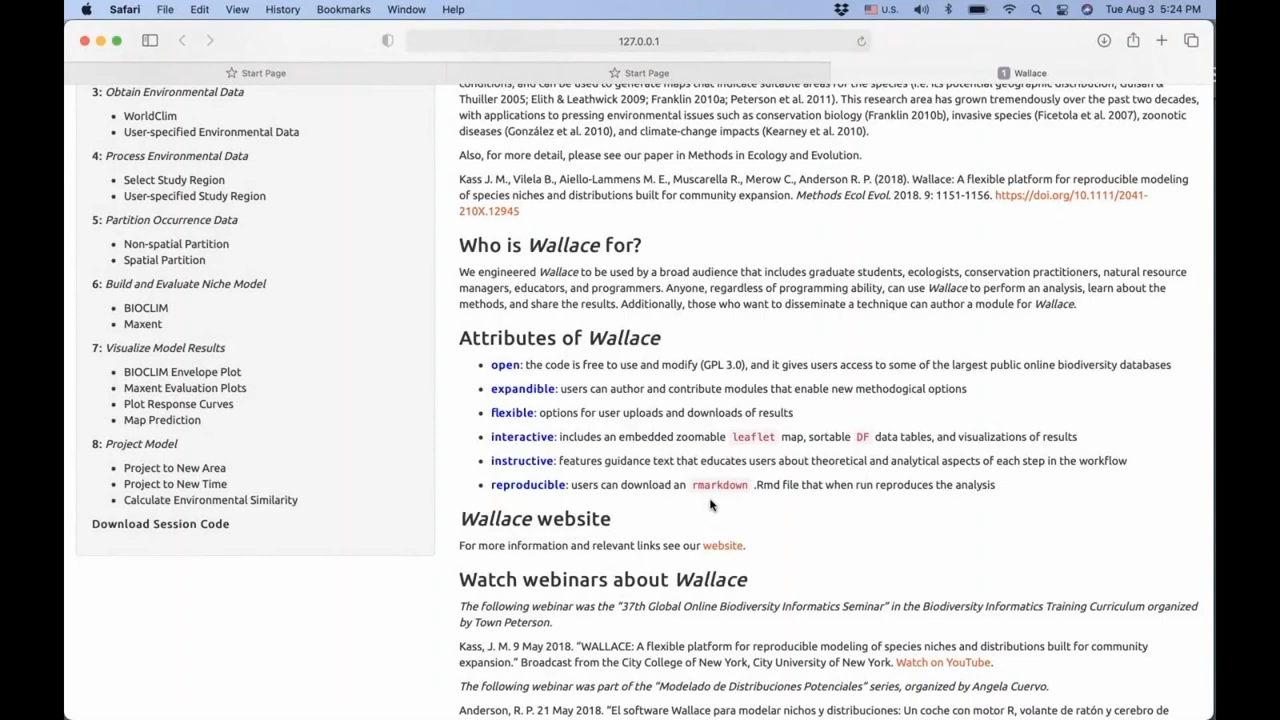 Safari File Edit View History Bookmarks Window Help U.S. Tue Aug 3 5:24 PM
127.0.0.1
Start Page Start Page 1 Wallace
3: Obtain Environmental Data
WorldClim
User-specified Environmental Data
4: Process Environmental Data
Select Study Region
User-specified Study Region
5: Partition Occurrence Data
Non-spatial Partition
Spatial Partition
6: Build and Evaluate Niche Model
BIOCLIM
Maxent
7: Visualize Model Results
BIOCLIM Envelope Plot
Maxent Evaluation Plots
Plot Response Curves
Map Prediction
8: Project Model
Project to New Area
Project to New Time
Calculate Environmental Similarity
Download Session Code
conditions, and can be used to generate maps that indicate suitable areas for the species (i.e. its potential geographic distribution; Guisan &
Thuiller 2005; Elith & Leathwick 2009; Franklin 2010a; Peterson et al. 2011). This research area has grown tremendously over the past two decades,
with applications to pressing environmental issues such as conservation biology (Franklin 2010b), invasive species (Ficetola et al. 2007), zoonotic
diseases (González et al. 2010), and climate-change impacts (Kearney et al. 2010).
Also, for more detail, please see our paper in Methods in Ecology and Evolution.
Kass J. M., Vilela B., Aiello-Lammens M. E., Muscarella R., Merow C., Anderson R. P. (2018). Wallace: A flexible platform for reproducible modeling
of species niches and distributions built for community expansion. Methods Ecol Evol. 2018. 9: 1151-1156. https://doi.org/10.1111/2041-
210X.12945
Who is Wallace for?
We engineered Wallace to be used by a broad audience that includes graduate students, ecologists, conservation practitioners, natural resource
managers, educators, and programmers. Anyone, regardless of programming ability, can use Wallace to perform an analysis, learn about the
methods, and share the results. Additionally, those who want to disseminate a technique can author a module for Wallace.
Attributes of Wallace
open: the code is free to use and modify (GPL 3.0), and it gives users access to some of the largest public online biodiversity databases
expandible: users can author and contribute modules that enable new methodogical options
flexible: options for user uploads and downloads of results
interactive: includes an embedded zoomable leaflet map, sortable DF data tables, and visualizations of results
instructive: features guidance text that educates users about theoretical and analytical aspects of each step in the workflow
reproducible: users can download an rmarkdown .Rmd file that when run reproduces the analysis
Wallace website
For more information and relevant links see our website.
Watch webinars about Wallace
The following webinar was the "37th Global Online Biodiversity Informatics Seminar" in the Biodiversity Informatics Training Curriculum organized
by Town Peterson.
Kass, J. M. 9 May 2018. "WALLACE: A flexible platform for reproducible modeling of species niches and distributions built for community
expansion." Broadcast from the City College of New York, City University of New York. Watch on YouTube.
The following webinar was part of the "Modelado de Distribuciones Potenciales" series, organized by Angela Cuervo.
Anderson, R. P. 21 May 2018. "El software Wallace para modelar nichos y distribuciones: Un coche con motor R, volante de ratón y cerebro de